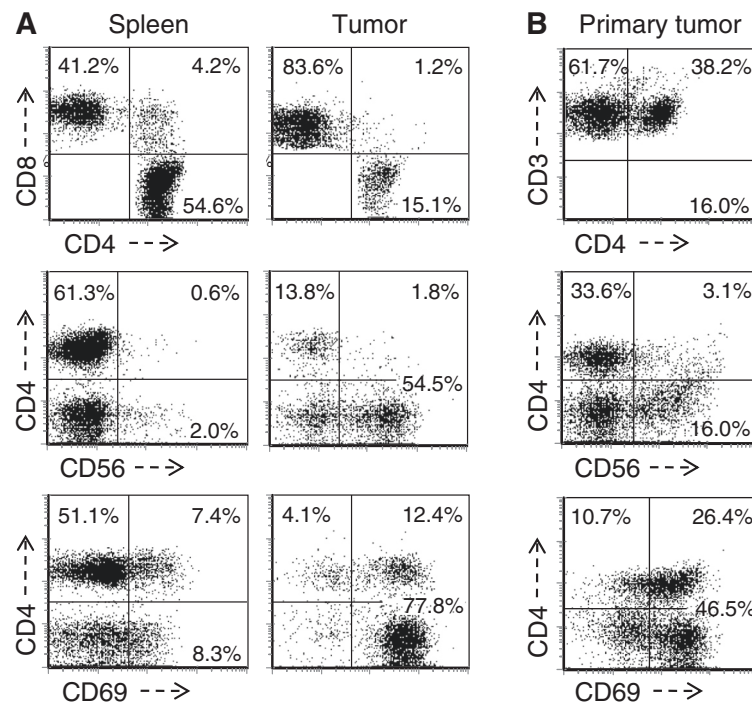 A Spleen Tumor B Primary tumor
41.2% 4.2% 83.6% 1.2% 61.7% 38.2%
CD8 CD3
54.6% 15.1% 16.0%
CD4 CD4
61.3% 0.6% 13.8% 1.8% 33.6% 3.1%
CD4 CD4
54.5%
2.0% 16.0%
CD56 CD56
51.1% 7.4% 4.1% 12.4% 10.7% 26.4%
CD4 CD4
77.8% 46.5%
8.3%
CD69 CD69